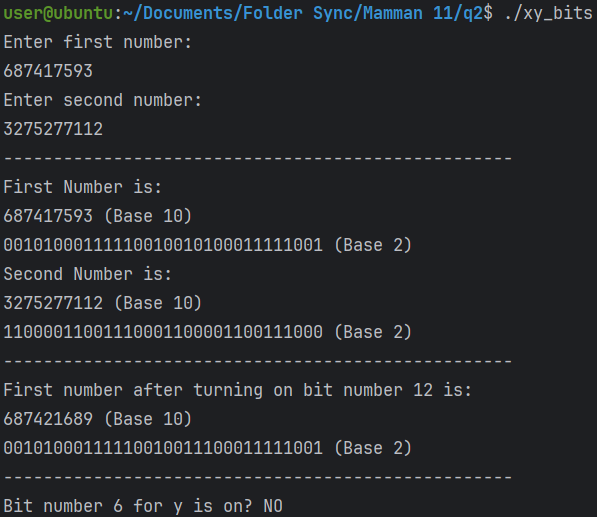 user@ubuntu:~/Documents/Folder Sync/Mamman 11/q2$ ./xy_bits
Enter first number:
687417593
Enter second number:
3275277112
---------------------------------------------------
First Number is:
687417593 (Base 10)
00101000111110010010100011111001 (Base 2)
Second Number is:
3275277112 (Base 10)
11000011001110001100001100111000 (Base 2)
---------------------------------------------------
First number after turning on bit number 12 is:
687421689 (Base 10)
00101000111110010011100011111001 (Base 2)
---------------------------------------------------
Bit number 6 for y is on? NO